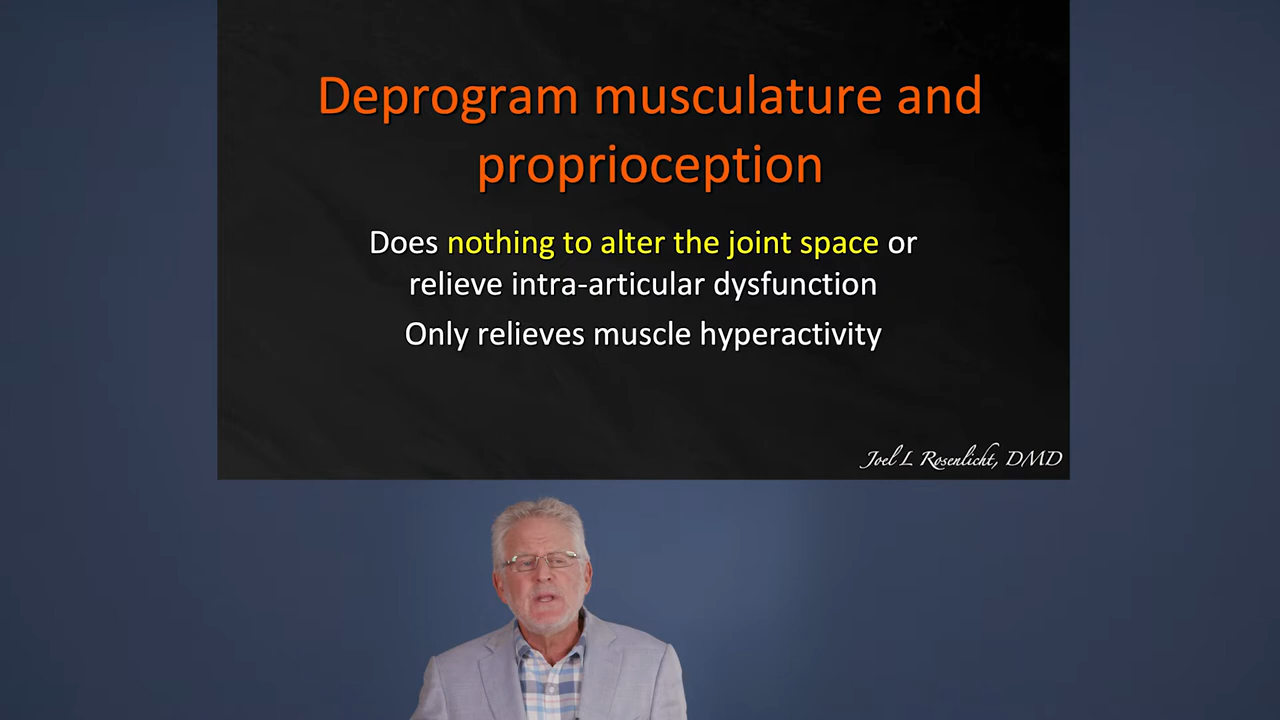 Deprogram musculature and
proprioception
Does nothing to alter the joint space or
relieve intra-articular dysfunction
Only relieves muscle hyperactivity
Joel L Rosenlicht, DMD